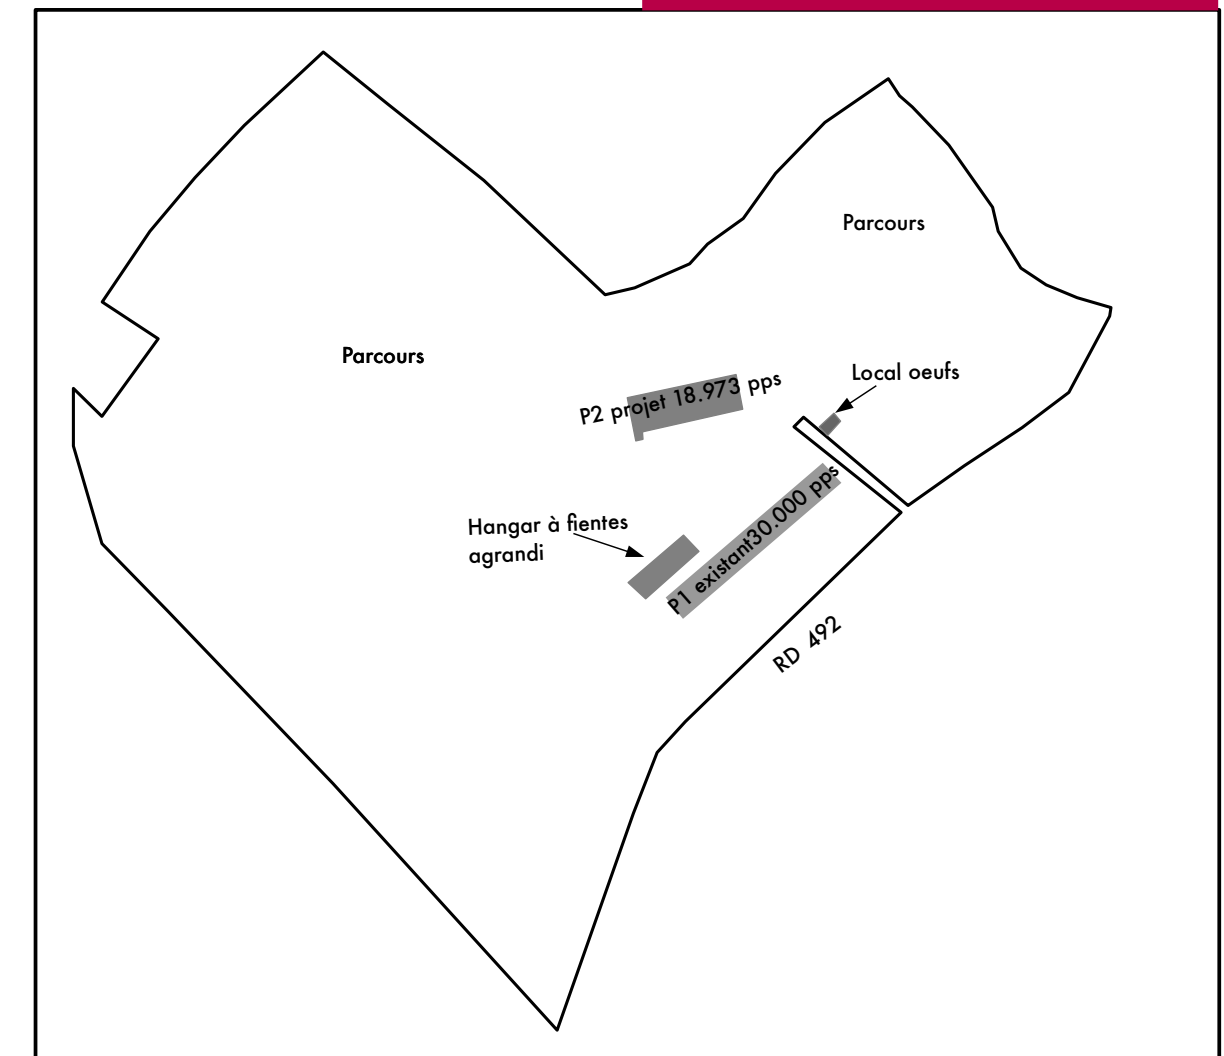 Parcours
Parcours
Local oeufs
P2 projet 18.973 pps
P1 existant30.000 pps
Hangar à fientes
agrandi
RD 492